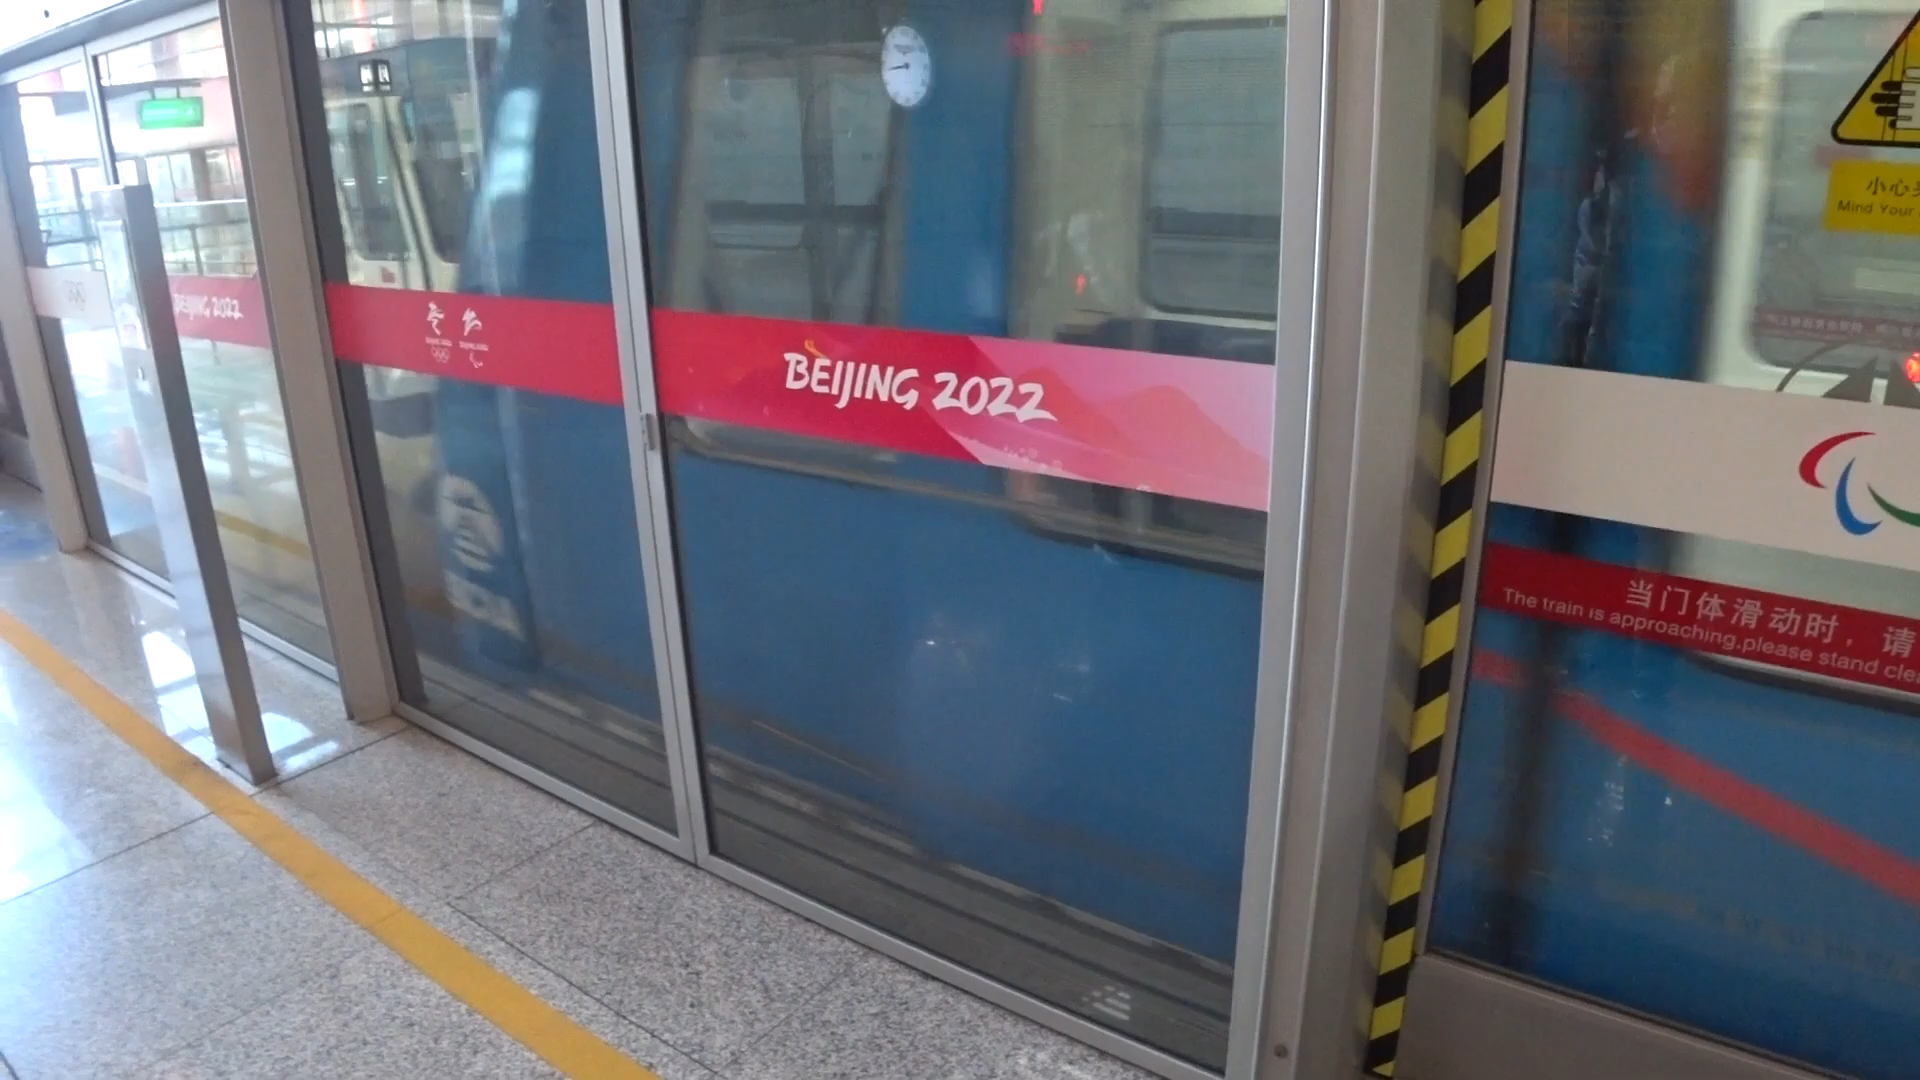 BEIJING 2022
BEIJING 2022
小心
Mind Your
当门体滑动时，请
The train is approaching,please stand clea